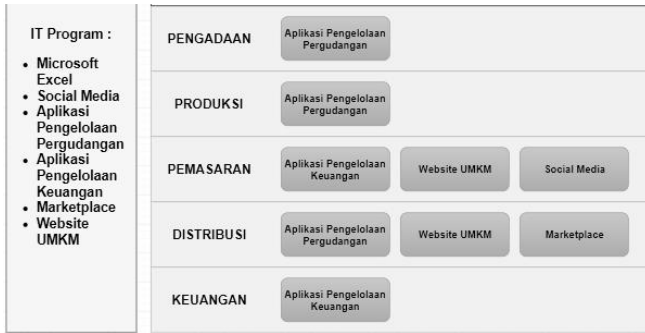 IT Program :
• Microsoft
Excel
• Social Media
• Aplikasi
Pengelolaan
Pergudangan
• Aplikasi
Pengelolaan
Keuangan
• Marketplace
• Website
UMKM
PENGADAAN
Aplikasi Pengelolaan
Pergudangan
PRODUKSI
Aplikasi Pengelolaan
Pergudangan
PEMASARAN
Aplikasi Pengelolaan
Keuangan
Website UMKM
Social Media
DISTRIBUSI
Aplikasi Pengelolaan
Pergudangan
Website UMKM
Marketplace
KEUANGAN
Aplikasi Pengelolaan
Keuangan